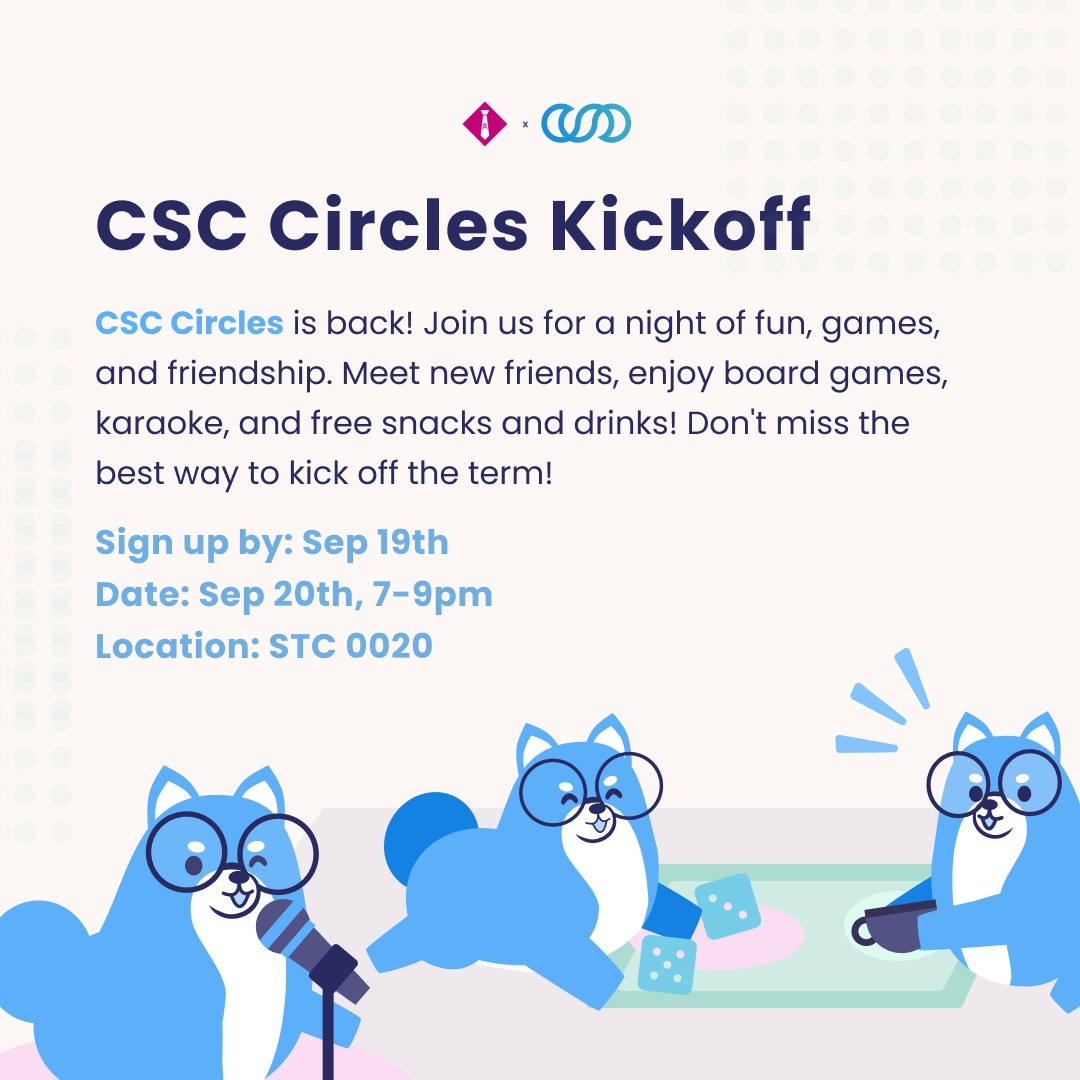 x
CSC Circles Kickoff
CSC Circles is back! Join us for a night of fun, games,
and friendship. Meet new friends, enjoy board games,
karaoke, and free snacks and drinks! Don't miss the
best way to kick off the term!
Sign up by: Sep 19th
Date: Sep 20th, 7-9pm
Location: STC 0020